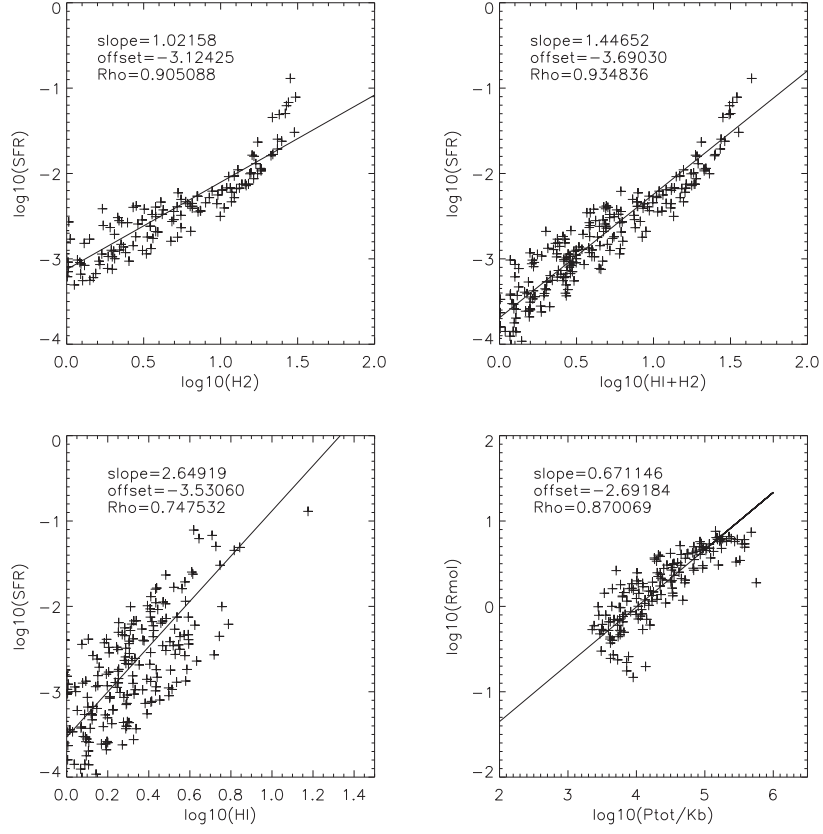 0
slope=1.02158
offset=−3.12425
Rho=0.905088
−1
−2
−3
−4
log10(SFR)
0.0 0.5 1.0 1.5 2.0
log10(H2)
0
slope=1.44652
offset=−3.69030
Rho=0.934836
−1
−2
−3
−4
log10(SFR)
0.0 0.5 1.0 1.5 2.0
log10(HI+H2)
0
slope=2.64919
offset=−3.53060
Rho=0.747532
−1
−2
−3
−4
log10(SFR)
0.0 0.2 0.4 0.6 0.8 1.0 1.2 1.4
log10(HI)
2
slope=0.671146
offset=−2.69184
Rho=0.870069
1
0
−1
−2
log10(Rmol)
2 3 4 5 6
log10(Ptot/Kb)